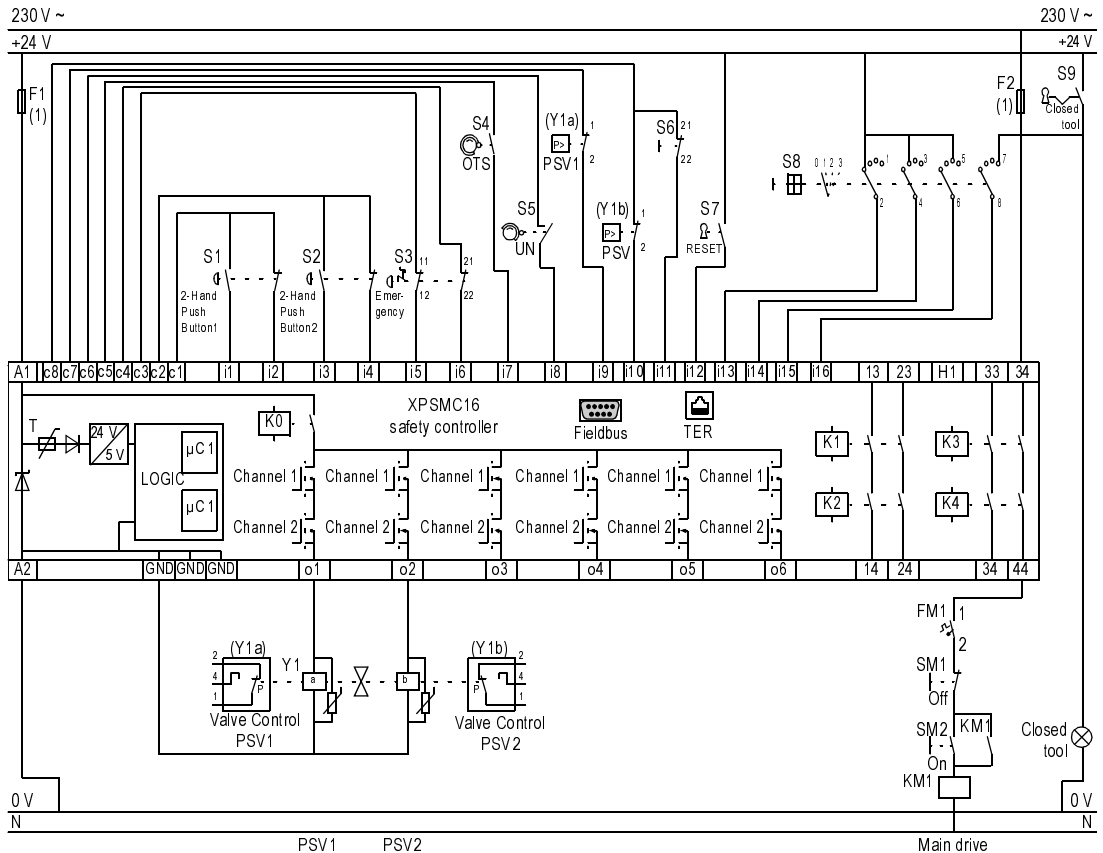 230 V ~ 230 V ~
+24 V +24 V
F1
(1)
F2
(1)
S9
Closed
tool
S4
OTS
(Y1a)
P>
PSV1
1
2
S6
21
22
S8
0 1 2 3
1 3 5 7
2 4 6 8
S5
UN
(Y1b)
P>
PSV
1
2
S7
RESET
S1
2-Hand
Push
Button1
S2
2-Hand
Push
Button2
S3
Emer-
gency
11
12
21
22
A1 c8 c7 c6 c5 c4 c3 c2 c1 i1 i2 i3 i4 i5 i6 i7 i8 i9 i10 i11 i12 i13 i14 i15 i16 13 23 H1 33 34
XPSMC16
safety controller
Fieldbus
TER
K0
T
24 V
5 V
LOGIC
µC1
µC1
K1 K3
K2 K4
Channel 1 Channel 1 Channel 1 Channel 1 Channel 1 Channel 1
Channel 2 Channel 2 Channel 2 Channel 2 Channel 2 Channel 2
A2 GND GND GND o1 o2 o3 o4 o5 o6 14 24 34 44
(Y1a)
2
4
1
P
Valve Control
PSV1
Y1
a
b
(Y1b)
2
4
1
P
Valve Control
PSV2
FM1
1
2
SM1
Off
SM2
On
KM1
KM1
Closed
tool
0 V 0 V
N N
PSV1 PSV2 Main drive